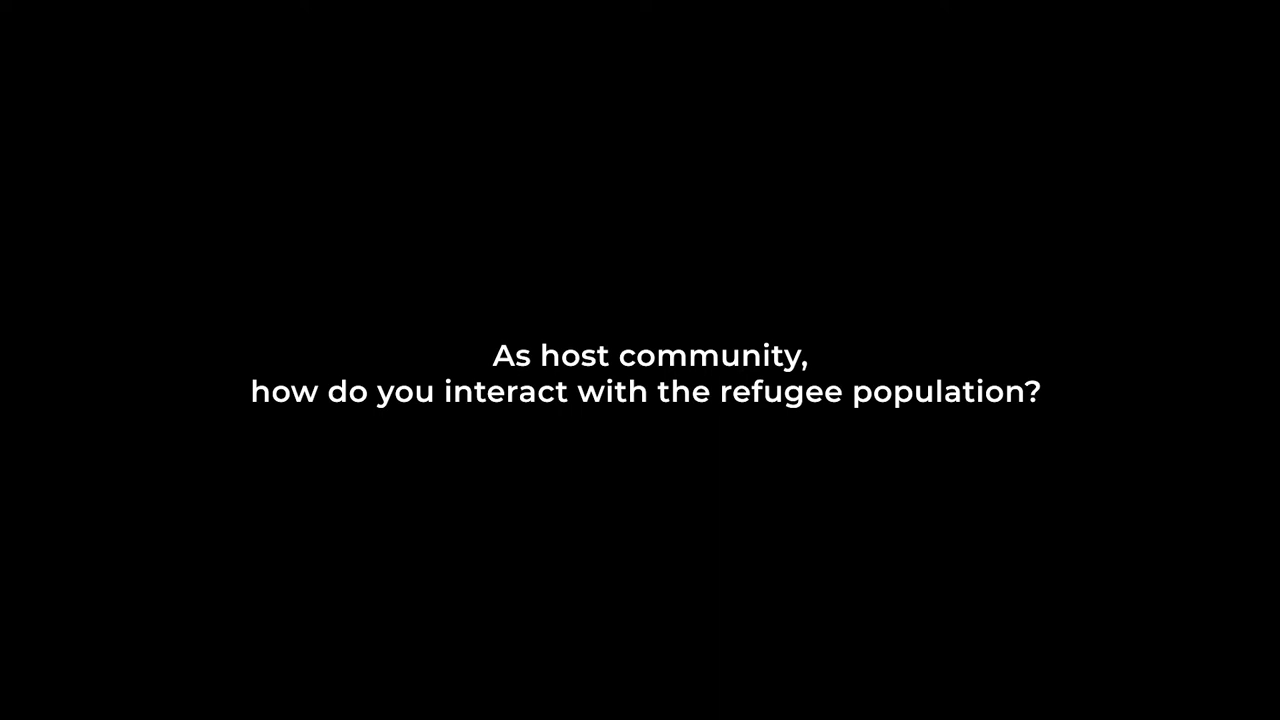 As host community,
how do you interact with the refugee population?